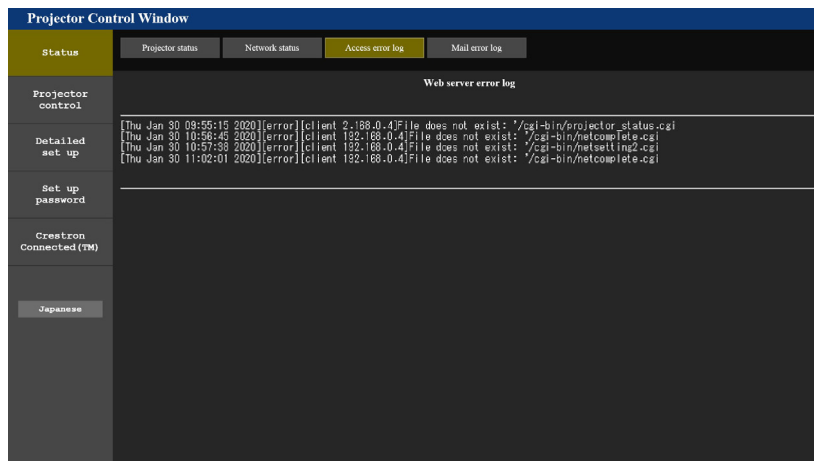 Projector Control Window
Status
Projector status
Network status
Access error log
Mail error log
Projector
control
Detailed
set up
Set up
password
Crestron
Connected(TM)
Japanese
Web server error log
[Thu Jan 30 09:55:15 2020][error][client 2.168.0.4]File does not exist: '/cgi-bin/projector_status.cgi
[Thu Jan 30 10:56:45 2020][error][client 192.168.0.4]File does not exist: '/cgi-bin/netcomplete.cgi
[Thu Jan 30 10:57:38 2020][error][client 192.168.0.4]File does not exist: '/cgi-bin/netsetting2.cgi
[Thu Jan 30 11:02:01 2020][error][client 192.168.0.4]File does not exist: '/cgi-bin/netcomplete.cgi